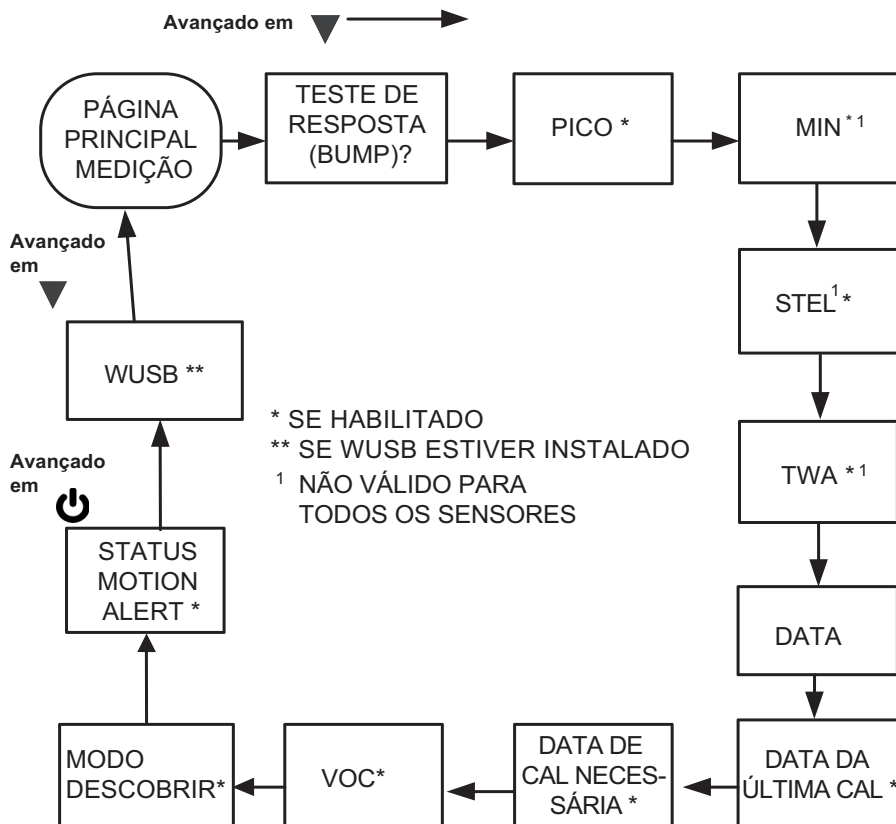 Avançado em
PÁGINA
PRINCIPAL
MEDIÇÃO
TESTE DE
RESPOSTA
(BUMP)?
PICO *
MIN * 1
STEL 1 *
TWA * 1
DATA
DATA DA
ÚLTIMA CAL *
DATA DE
CAL NECES-
SÁRIA *
VOC*
MODO
DESCOBRIR*
STATUS
MOTION
ALERT *
Avançado
em
WUSB **
Avançado
em
* SE HABILITADO
** SE WUSB ESTIVER INSTALADO
1 NÃO VÁLIDO PARA
TODOS OS SENSORES